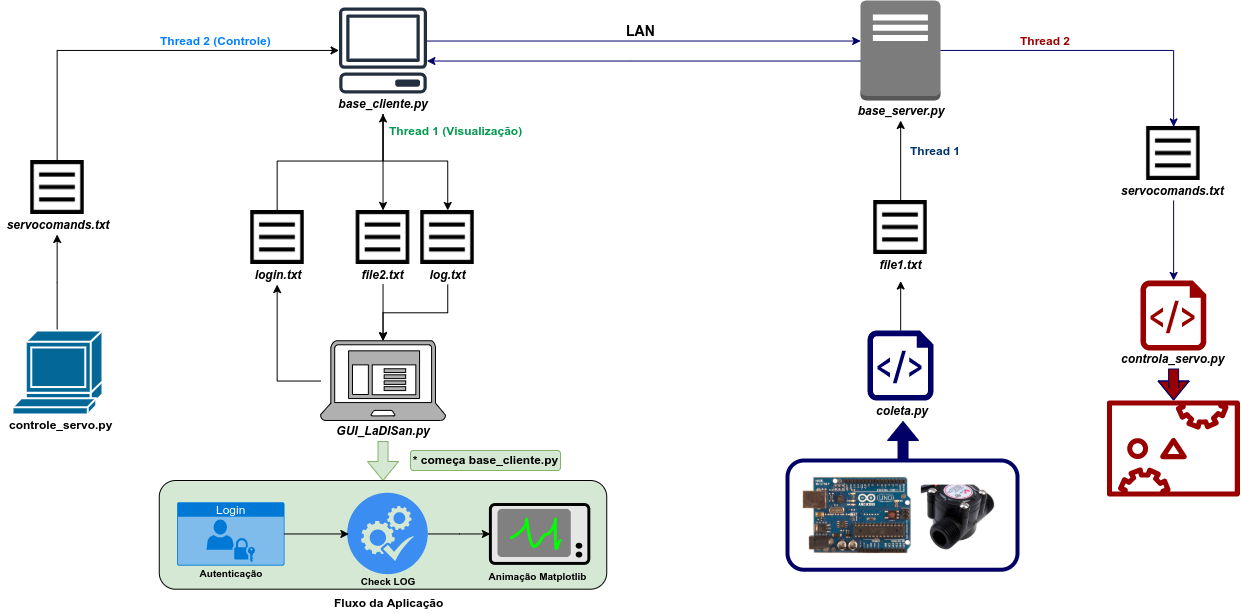 LAN
Thread 2 (Controle)
Thread 2
base_cliente.py
base_server.py
Thread 1 (Visualização)
Thread 1
servocomands.txt
servocomands.txt
login.txt
file2.txt
log.txt
file1.txt
controla_servo.py
controle_servo.py
GUI_LaDISan.py
coleta.py
* começa base_cliente.py
Login
Autenticação
Check LOG
Animação Matplotlib
Fluxo da Aplicação
UNO
ARDUINO